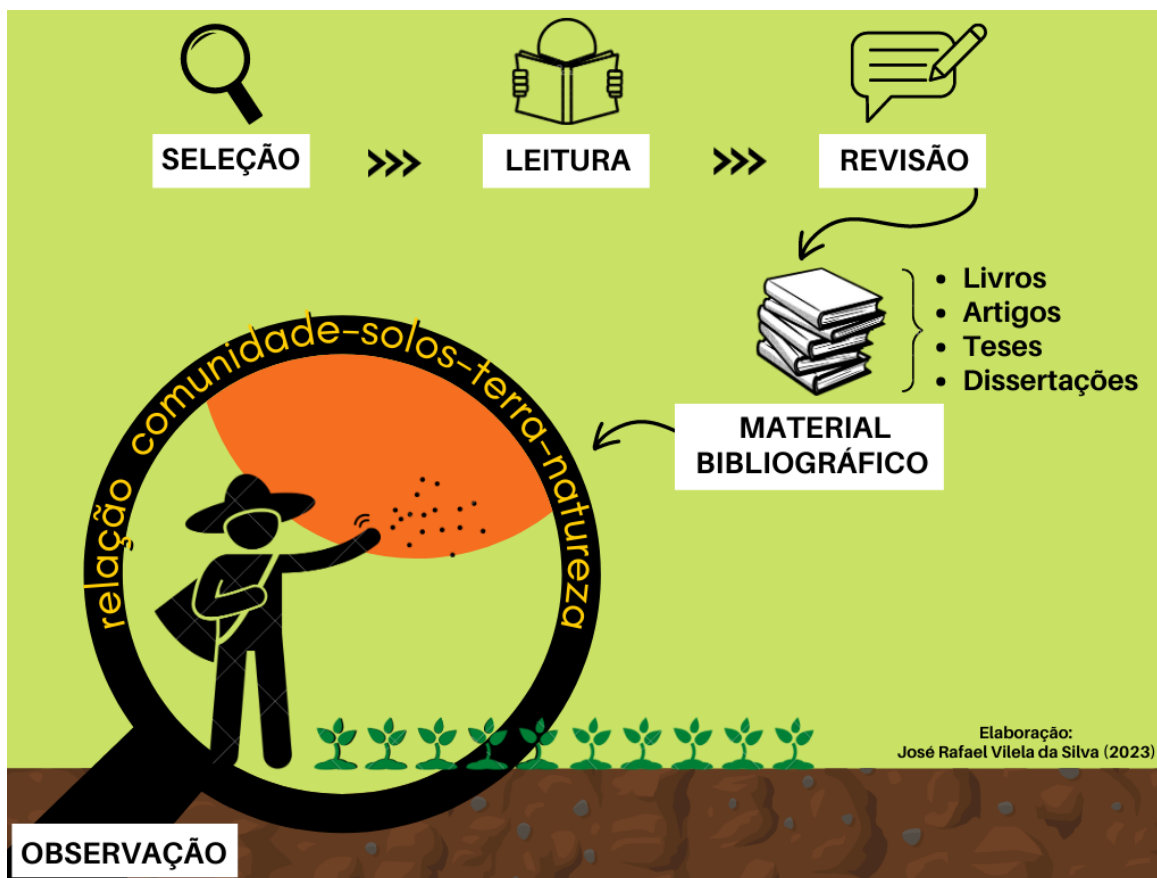 SELEÇÃO
LEITURA
REVISÃO
Livros
Artigos
Teses
Dissertações
MATERIAL
BIBLIOGRÁFICO
relação comunidade-solos-terra-natureza
Elaboração:
José Rafael Vilela da Silva (2023)
OBSERVAÇÃO